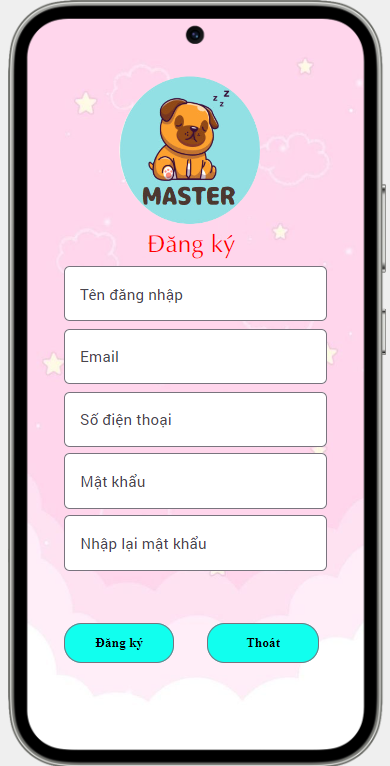 z
z
z
MASTER
Đăng ký
Tên đăng nhập
Email
Số điện thoại
Mật khẩu
Nhập lại mật khẩu
Đăng ký
Thoát